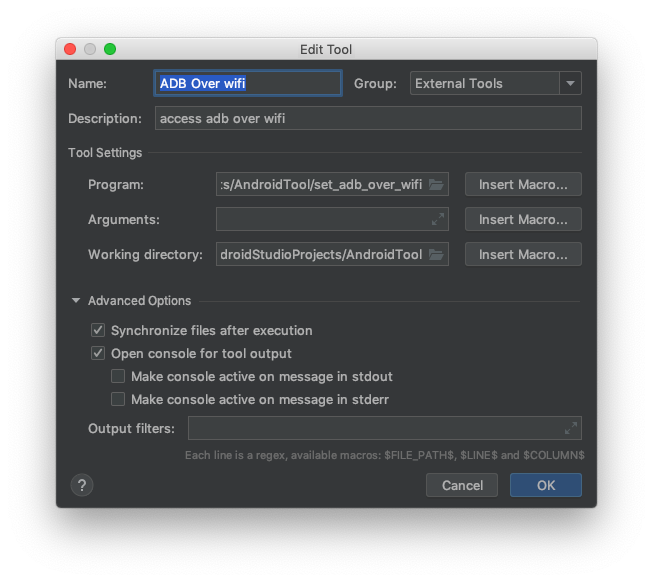 Edit Tool
Name: ADB Over wifi Group: External Tools
Description: access adb over wifi
Tool Settings
Program: :s/AndroidTool/set_adb_over_wifi Insert Macro...
Arguments: Insert Macro...
Working directory: droidStudioProjects/AndroidTool Insert Macro...
Advanced Options
Synchronize files after execution
Open console for tool output
Make console active on message in stdout
Make console active on message in stderr
Output filters:
Each line is a regex, available macros: $FILE_PATH$, $LINE$ and $COLUMN$
? Cancel OK